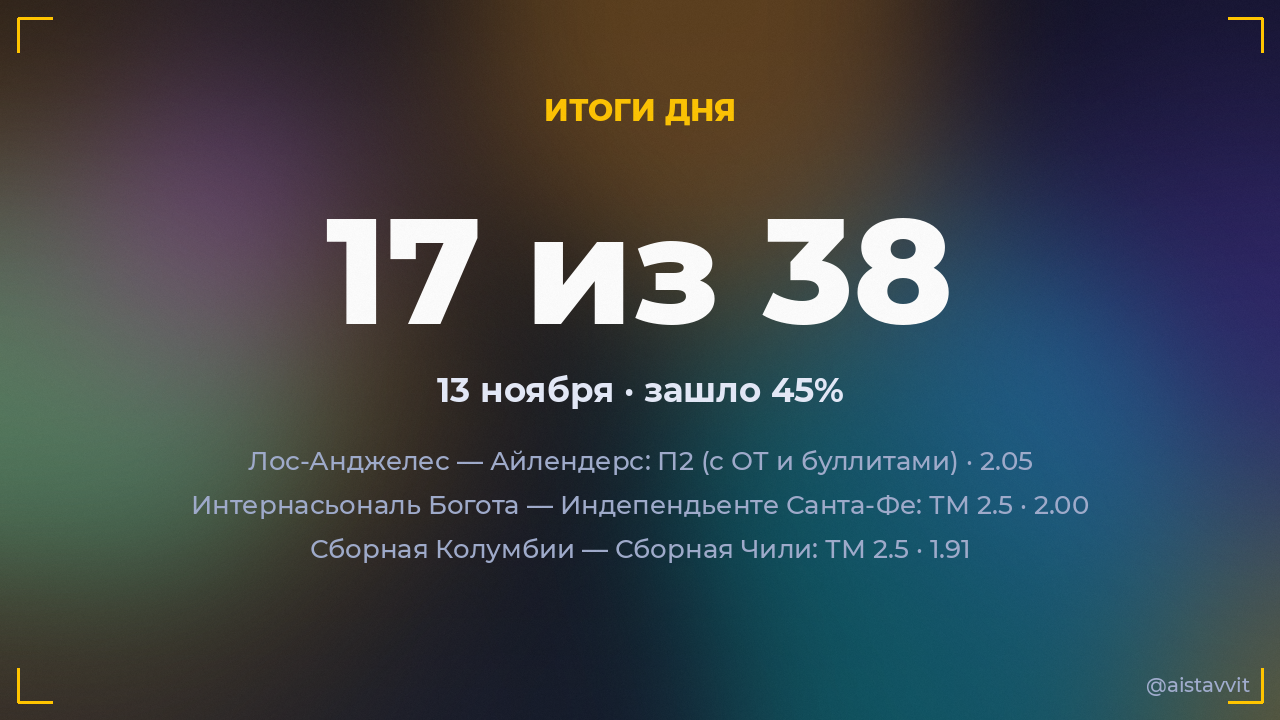 ИТОГИ ДНЯ
17 из 38
13 ноября · зашло 45%
Лос-Анджелес — Айлендерс: П2 (с ОТ и буллитами) · 2.05
Интернасьональ Богота — Индепендьенте Санта-Фе: ТМ 2.5 · 2.00
Сборная Колумбии — Сборная Чили: ТМ 2.5 · 1.91
@aistavvit